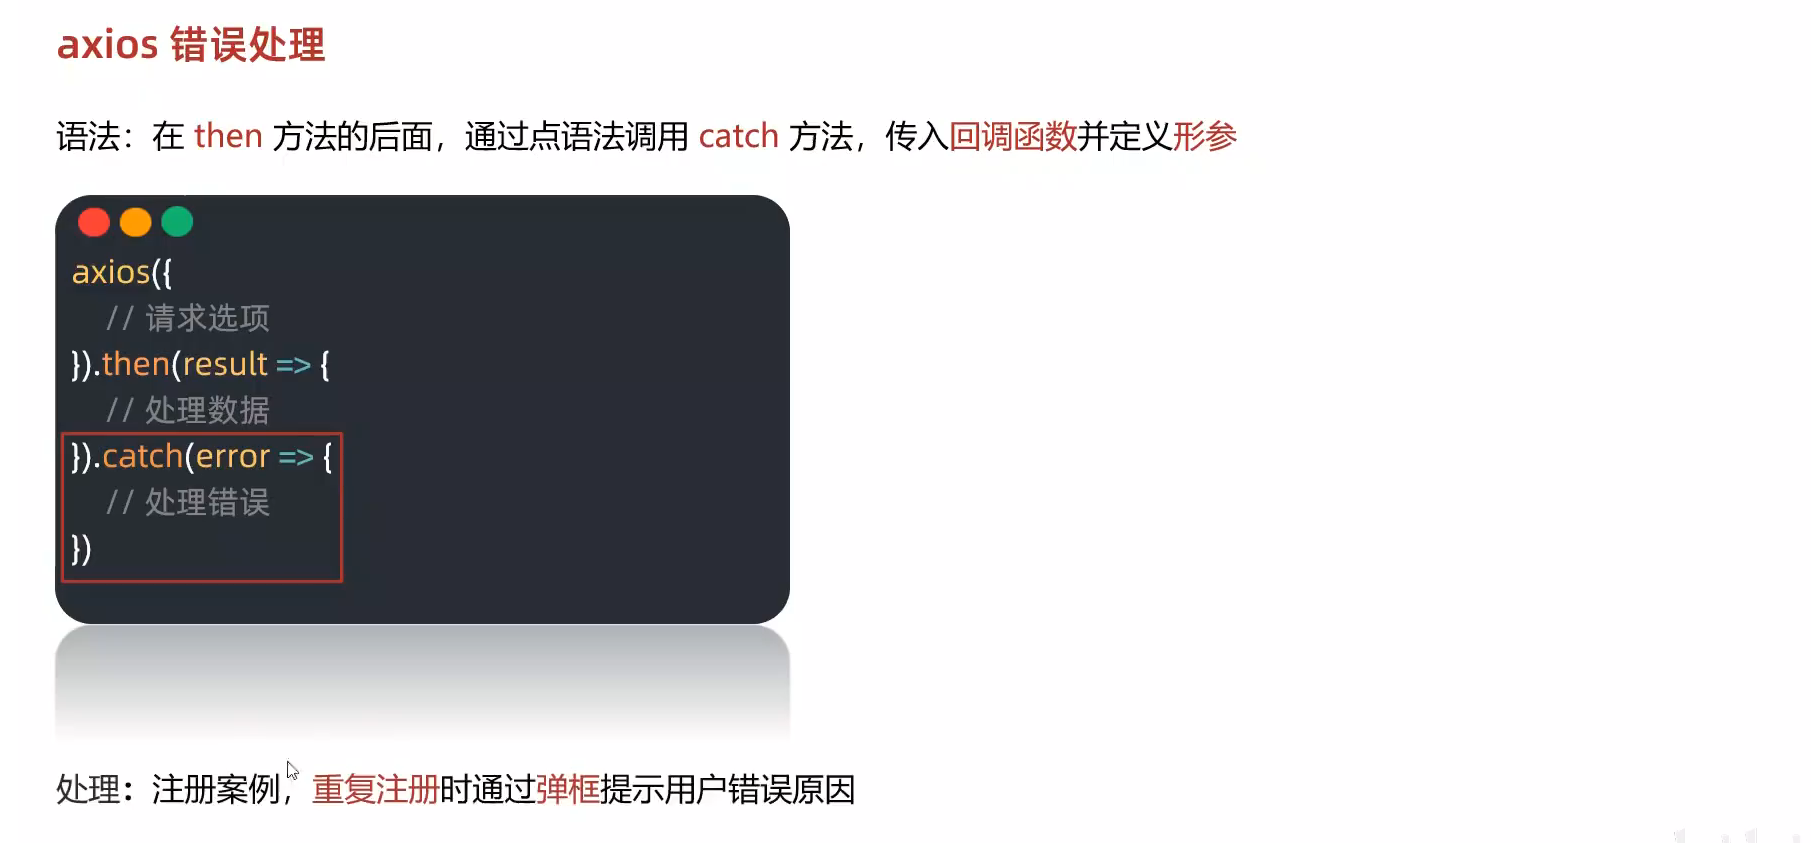 axios 错误处理
语法：在 then 方法的后面，通过点语法调用 catch 方法，传入回调函数并定义形参
axios({
// 请求选项
}).then(result => {
// 处理数据
}).catch(error => {
// 处理错误
})
处理：注册案例，重复注册时通过弹框提示用户错误原因